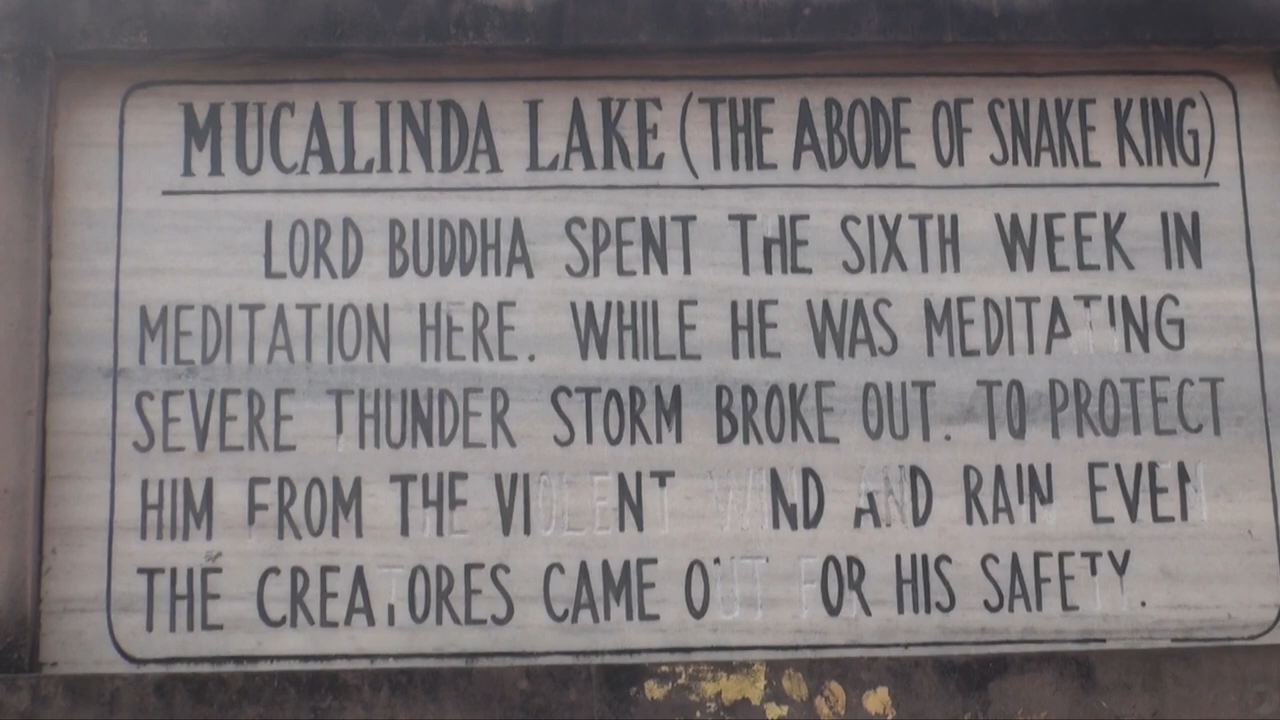 MUCALINDA LAKE (THE ABODE OF SNAKE KING)
LORD BUDDHA SPENT THE SIXTH WEEK IN
MEDITATION HERE. WHILE HE WAS MEDITATING
SEVERE THUNDER STORM BROKE OUT. TO PROTECT
HIM FROM THE VIOLENT WIND AND RAIN EVEN
THE CREATORES CAME OUT FOR HIS SAFETY.